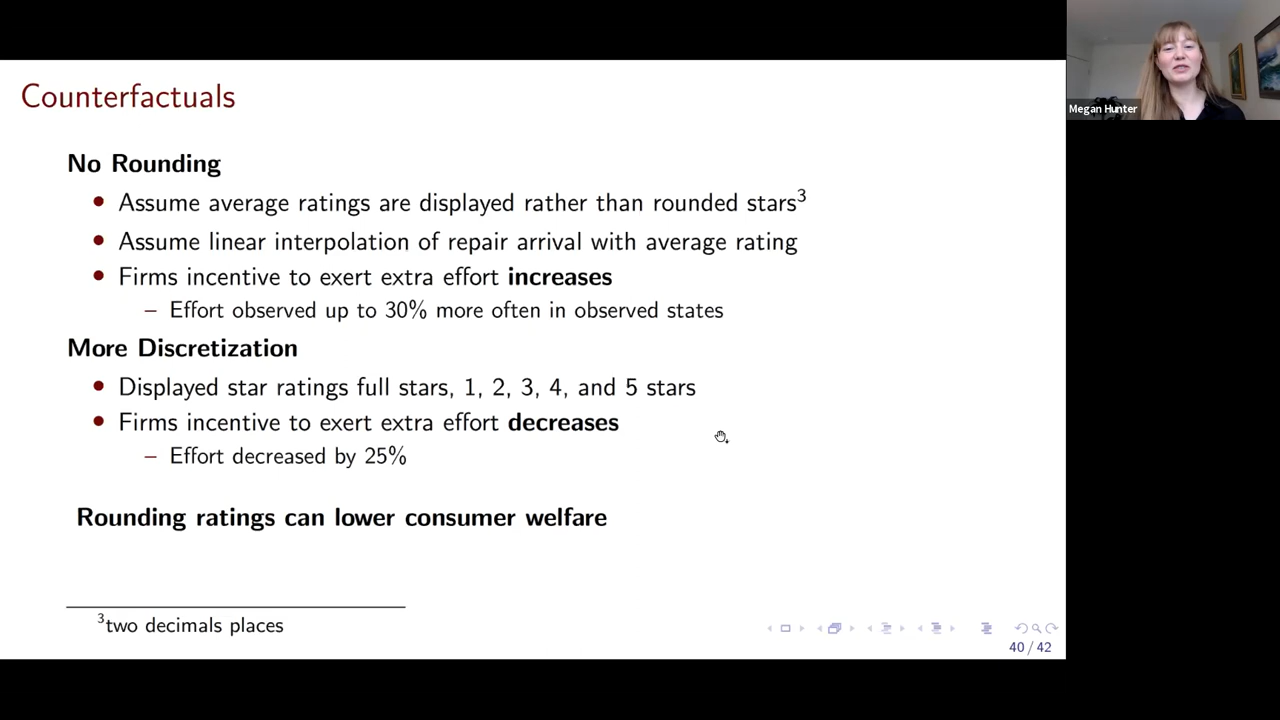 Counterfactuals
Megan Hunter
No Rounding
• Assume average ratings are displayed rather than rounded stars³
• Assume linear interpolation of repair arrival with average rating
• Firms incentive to exert extra effort increases
– Effort observed up to 30% more often in observed states
More Discretization
• Displayed star ratings full stars, 1, 2, 3, 4, and 5 stars
• Firms incentive to exert extra effort decreases
– Effort decreased by 25%
Rounding ratings can lower consumer welfare
³two decimals places
40 / 42